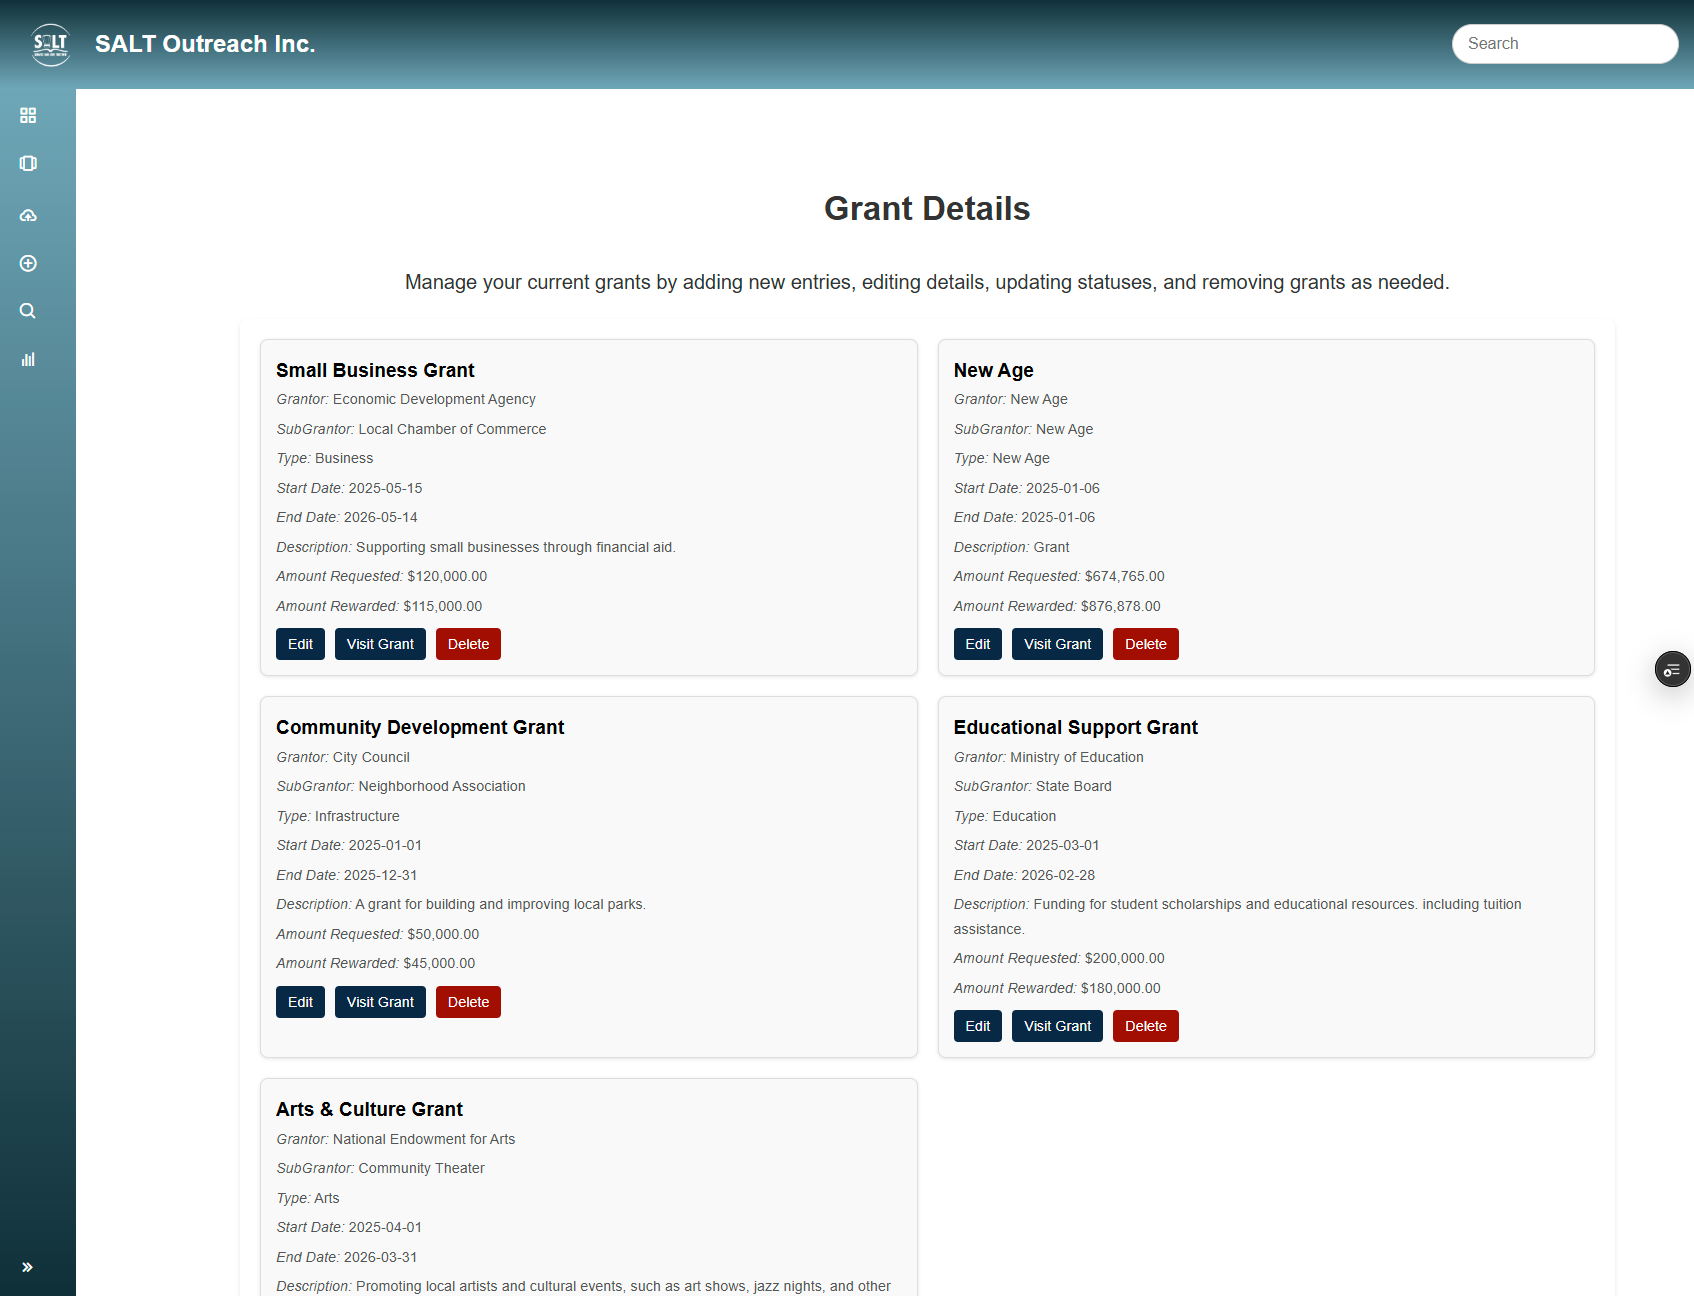 SALT
SALT Outreach Inc.
Search
Grant Details
Manage your current grants by adding new entries, editing details, updating statuses, and removing grants as needed.
Small Business Grant
Grantor: Economic Development Agency
SubGrantor: Local Chamber of Commerce
Type: Business
Start Date: 2025-05-15
End Date: 2026-05-14
Description: Supporting small businesses through financial aid.
Amount Requested: $120,000.00
Amount Rewarded: $115,000.00
Edit Visit Grant Delete
New Age
Grantor: New Age
SubGrantor: New Age
Type: New Age
Start Date: 2025-01-06
End Date: 2025-01-06
Description: Grant
Amount Requested: $674,765.00
Amount Rewarded: $876,878.00
Edit Visit Grant Delete
Community Development Grant
Grantor: City Council
SubGrantor: Neighborhood Association
Type: Infrastructure
Start Date: 2025-01-01
End Date: 2025-12-31
Description: A grant for building and improving local parks.
Amount Requested: $50,000.00
Amount Rewarded: $45,000.00
Edit Visit Grant Delete
Educational Support Grant
Grantor: Ministry of Education
SubGrantor: State Board
Type: Education
Start Date: 2025-03-01
End Date: 2026-02-28
Description: Funding for student scholarships and educational resources. including tuition
assistance.
Amount Requested: $200,000.00
Amount Rewarded: $180,000.00
Edit Visit Grant Delete
Arts & Culture Grant
Grantor: National Endowment for Arts
SubGrantor: Community Theater
Type: Arts
Start Date: 2025-04-01
End Date: 2026-03-31
Description: Promoting local artists and cultural events, such as art shows, jazz nights, and other